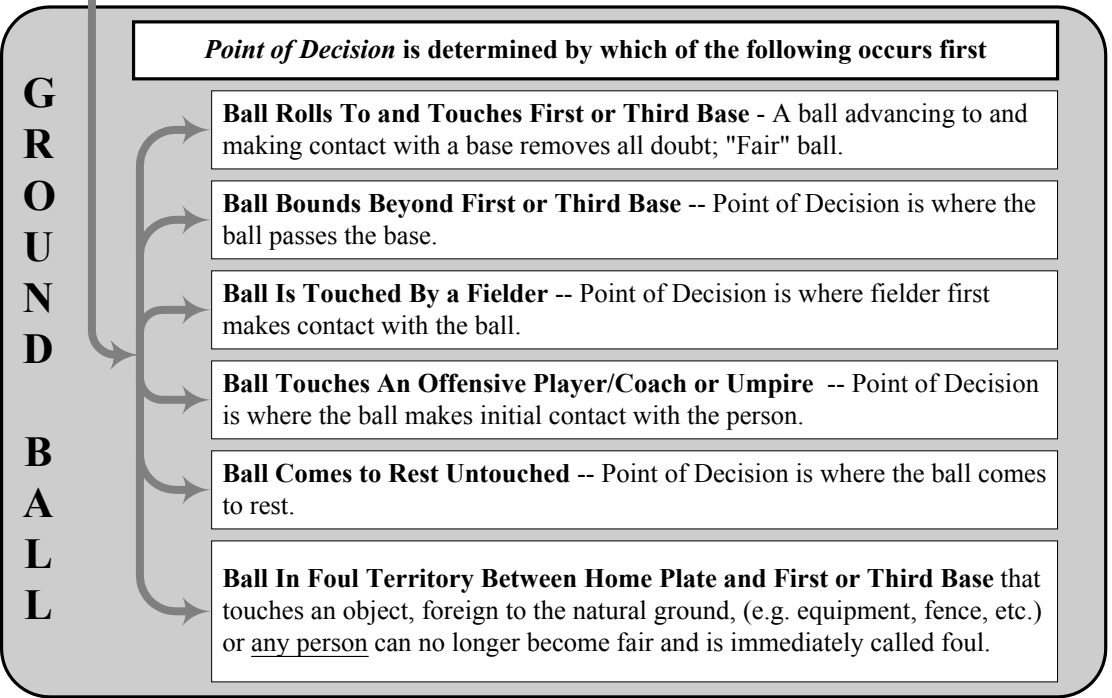 GROUND BALL
Point of Decision is determined by which of the following occurs first
Ball Rolls To and Touches First or Third Base - A ball advancing to and
making contact with a base removes all doubt; "Fair" ball.
Ball Bounds Beyond First or Third Base -- Point of Decision is where the
ball passes the base.
Ball Is Touched By a Fielder -- Point of Decision is where fielder first
makes contact with the ball.
Ball Touches An Offensive Player/Coach or Umpire -- Point of Decision
is where the ball makes initial contact with the person.
Ball Comes to Rest Untouched -- Point of Decision is where the ball comes
to rest.
Ball In Foul Territory Between Home Plate and First or Third Base that
touches an object, foreign to the natural ground, (e.g. equipment, fence, etc.)
or any person can no longer become fair and is immediately called foul.